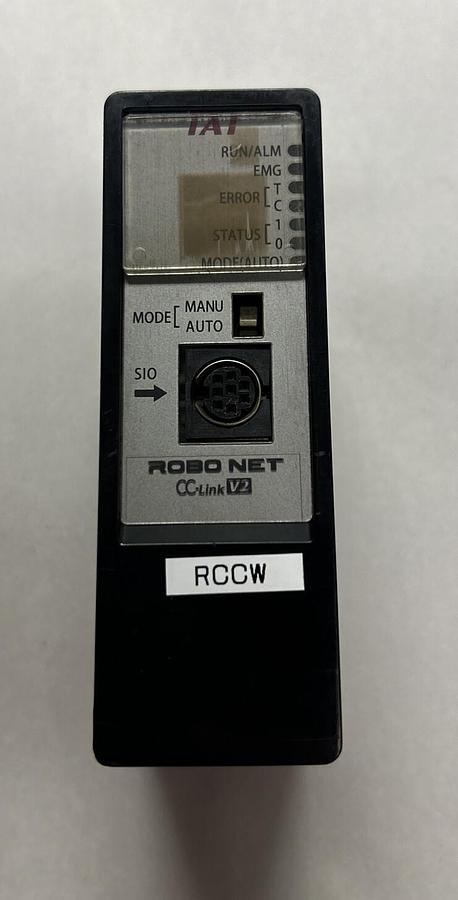 IAI
RUN/ALM
EMG
ERROR T
C
STATUS 1
0
MODE(AUTO)
MODE MANU
AUTO
SIO
ROBO NET
CC-Link V2
RCCW